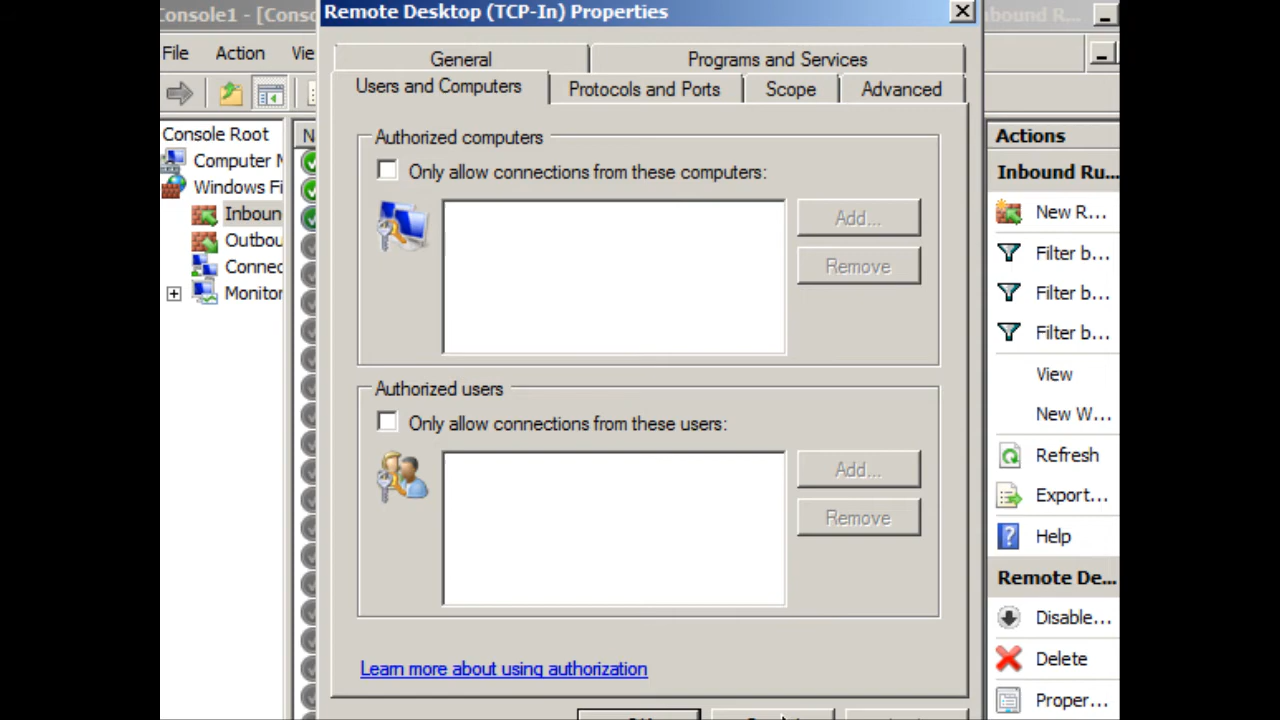 Console1 - [Conso
Remote Desktop (TCP-In) Properties
bound R...
File Action Vie
General
Programs and Services
Users and Computers
Protocols and Ports
Scope
Advanced
Console Root
Computer M
Windows Fi
Inboun
Outbou
Connec
Monitor
N
Authorized computers
Only allow connections from these computers:
Add...
Remove
Authorized users
Only allow connections from these users:
Add...
Remove
Learn more about using authorization
Actions
Inbound Ru...
New R...
Filter b...
Filter b...
Filter b...
View
New W...
Refresh
Export...
Help
Remote De...
Disable...
Delete
Proper...